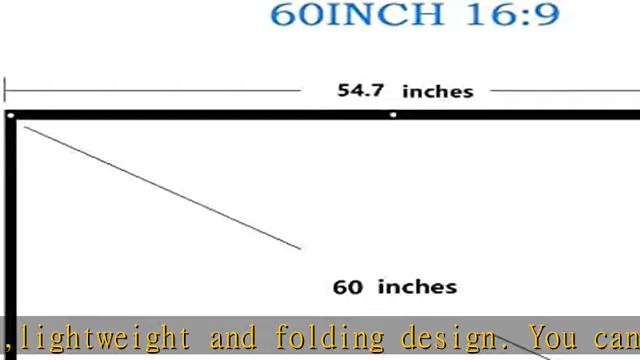 60INCH 16:9
54.7 inches
60 inches
,lightweight and folding design. You can